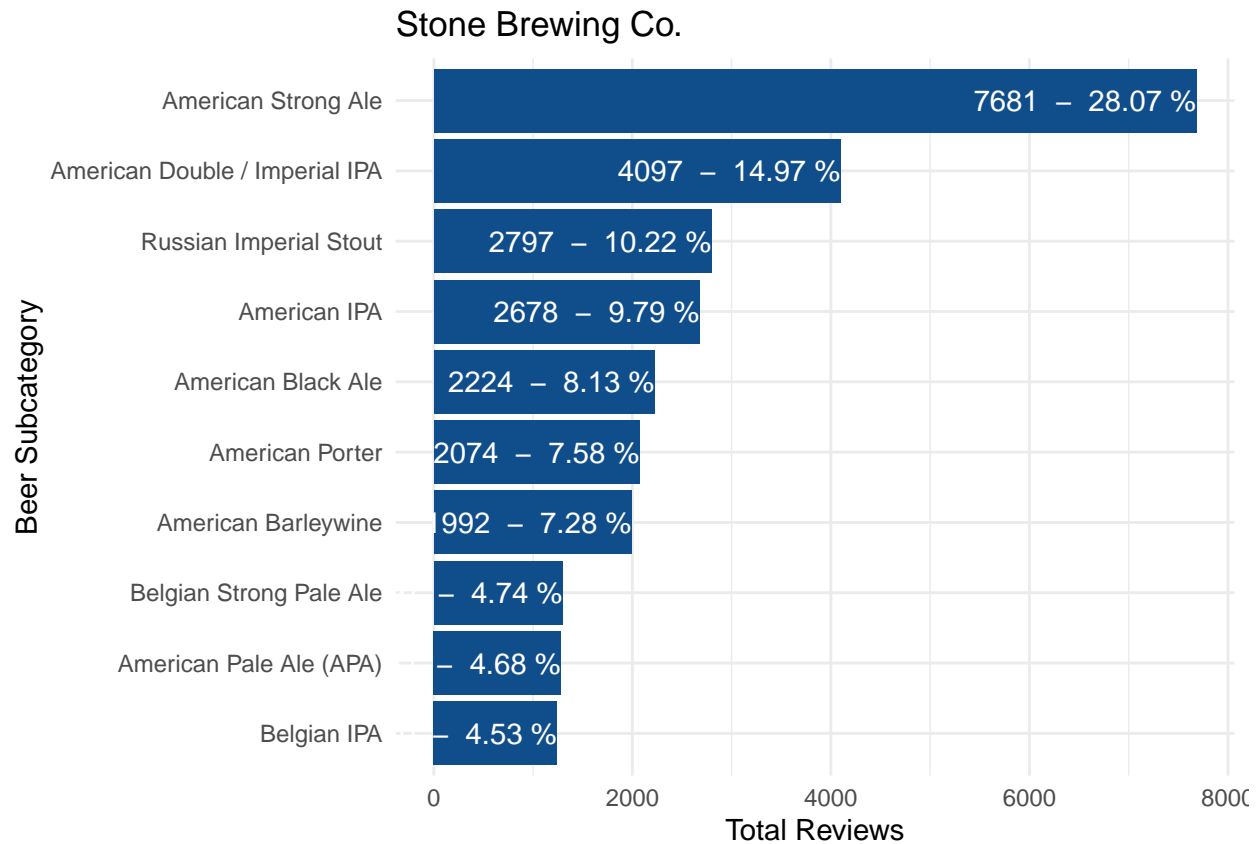 Stone Brewing Co.
Beer Subcategory
American Strong Ale
7681 – 28.07 %
American Double / Imperial IPA
4097 – 14.97 %
Russian Imperial Stout
2797 – 10.22 %
American IPA
2678 – 9.79 %
American Black Ale
2224 – 8.13 %
American Porter
2074 – 7.58 %
American Barleywine
1992 – 7.28 %
Belgian Strong Pale Ale
– 4.74 %
American Pale Ale (APA)
– 4.68 %
Belgian IPA
– 4.53 %
0 2000 4000 6000 8000
Total Reviews